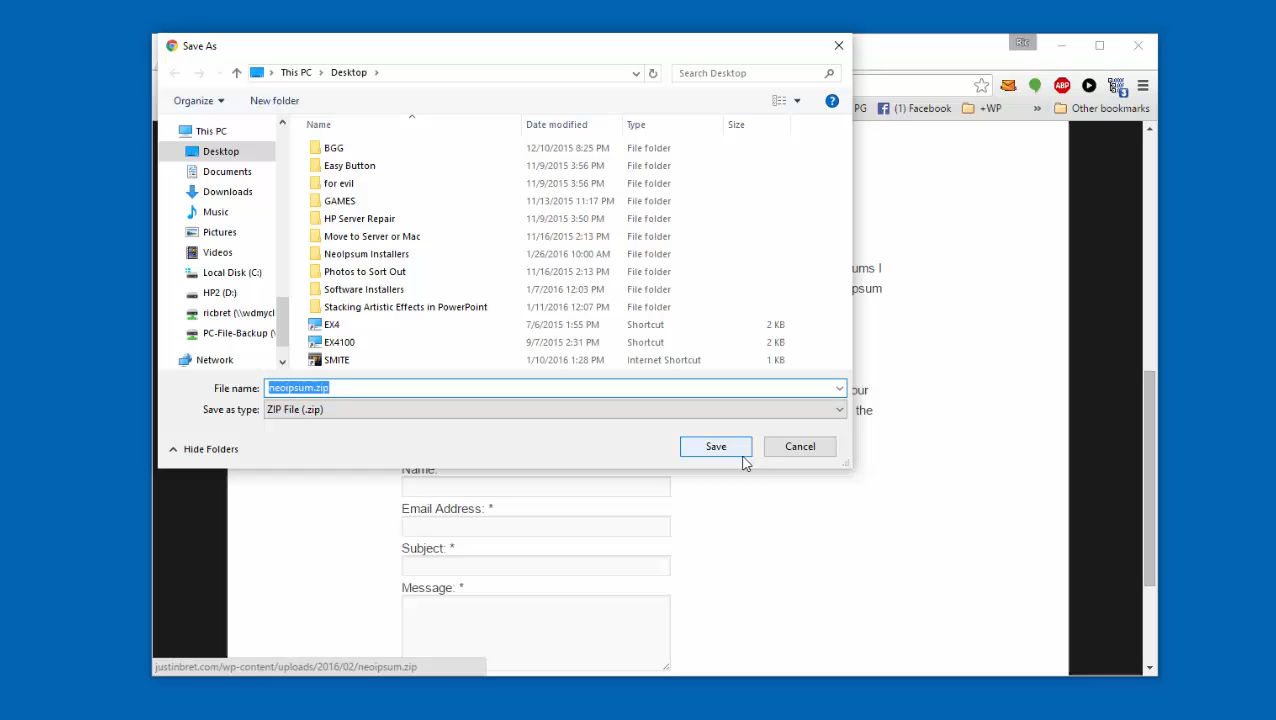 Save As
Ric
This PC > Desktop >
Search Desktop
Organize
New folder
PG
(1) Facebook
+WP
»
Other bookmarks
ABP
3
This PC
Desktop
Documents
Downloads
Music
Pictures
Videos
Local Disk (C:)
HP2 (D:)
ricbret (\\wdmycl
PC-File-Backup (\
Network
Name Date modified Type Size
BGG 12/10/2015 8:25 PM File folder
Easy Button 11/9/2015 3:56 PM File folder
for evil 11/9/2015 3:56 PM File folder
GAMES 11/13/2015 11:17 PM File folder
HP Server Repair 11/9/2015 3:50 PM File folder
Move to Server or Mac 11/16/2015 2:13 PM File folder
NeoIpsum Installers 1/26/2016 10:00 AM File folder
Photos to Sort Out 11/16/2015 2:13 PM File folder
Software Installers 1/7/2016 12:03 PM File folder
Stacking Artistic Effects in PowerPoint 1/11/2016 12:07 PM File folder
EX4 7/6/2015 1:55 PM Shortcut 2 KB
EX4100 9/7/2015 2:31 PM Shortcut 2 KB
SMITE 1/10/2016 1:28 PM Internet Shortcut 1 KB
ums I
psum
File name: neoipsum.zip
Save as type: ZIP File (.zip)
our
the
Hide Folders
Save
Cancel
Name:
Email Address: *
Subject: *
Message: *
justinbret.com/wp-content/uploads/2016/02/neoipsum.zip